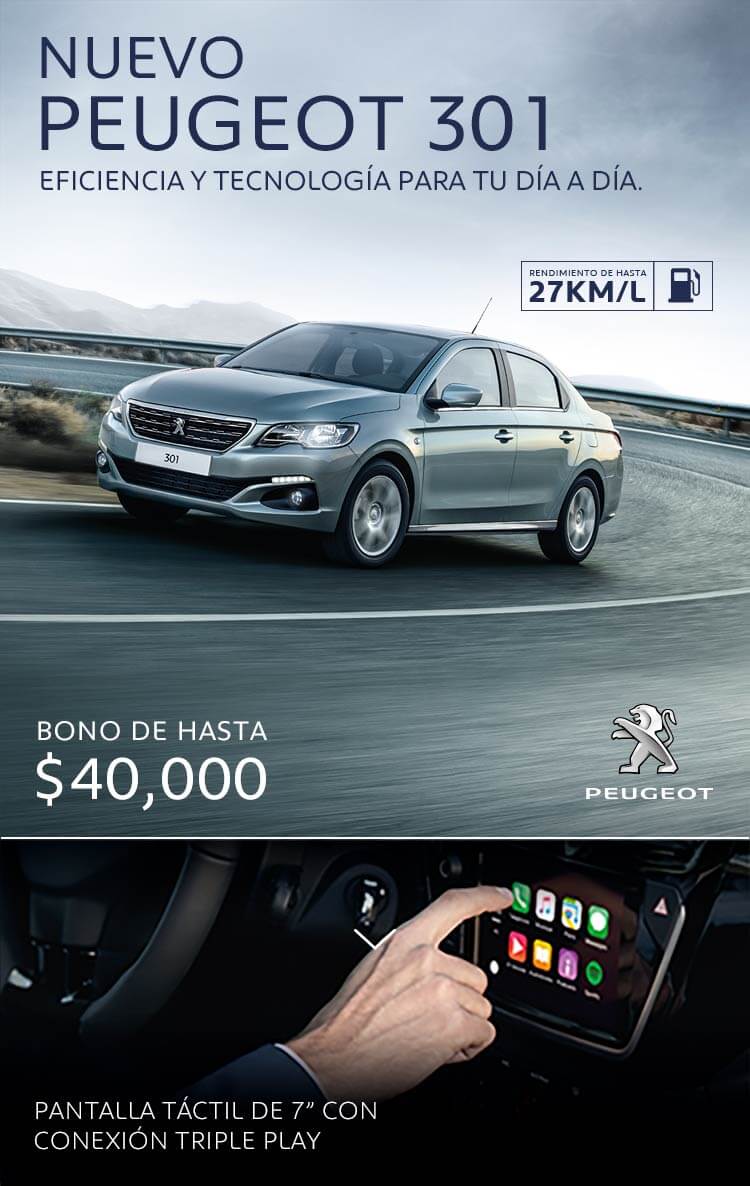 NUEVO
PEUGEOT 301
EFICIENCIA Y TECNOLOGÍA PARA TU DÍA A DÍA.
RENDIMIENTO DE HASTA
27KM/L
301
BONO DE HASTA
$40,000
PEUGEOT
PANTALLA TÁCTIL DE 7” CON
CONEXIÓN TRIPLE PLAY